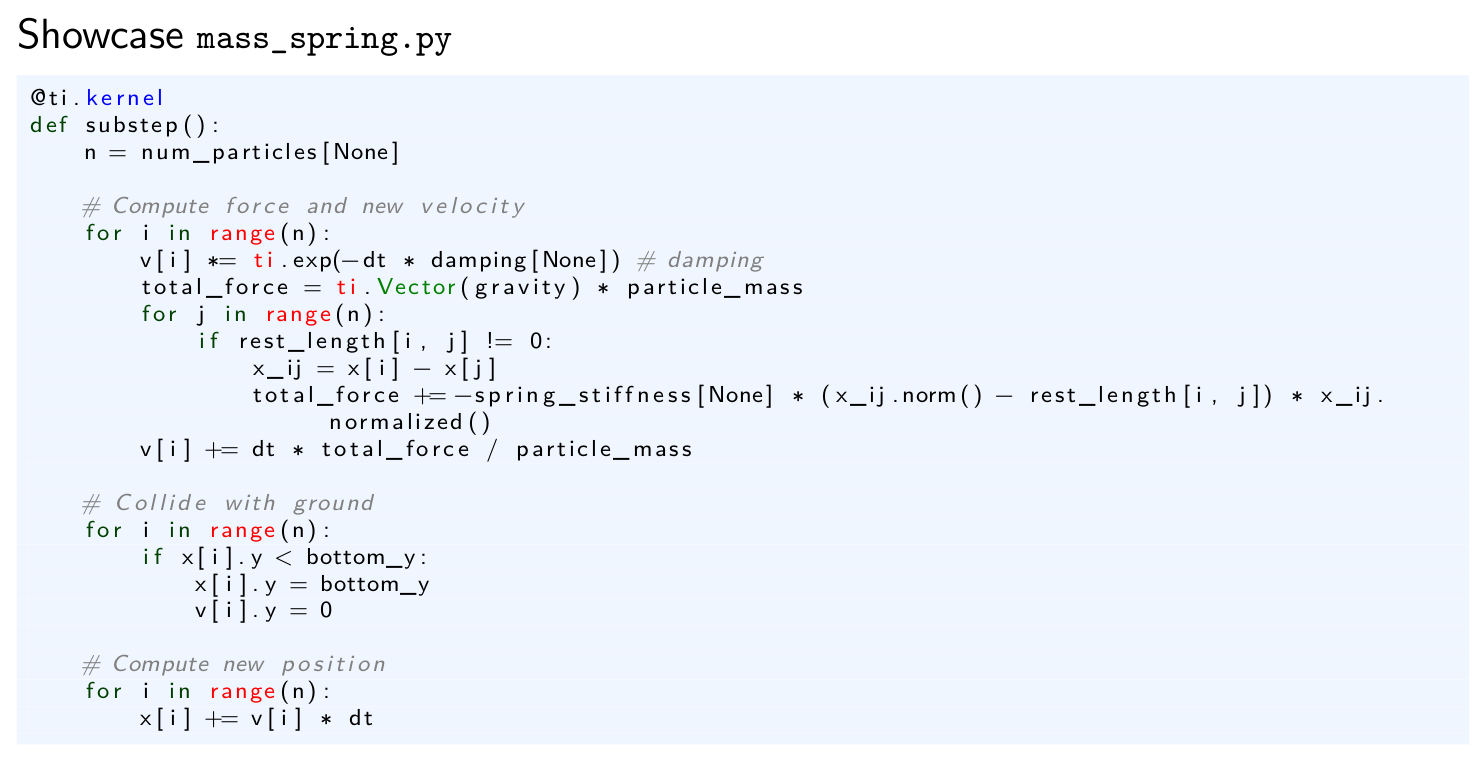 Showcase mass_spring.py
@ti.kernel
def substep():
    n = num_particles[None]

    # Compute force and new velocity
    for i in range(n):
        v[i] *= ti.exp(-dt * damping[None]) # damping
        total_force = ti.Vector(gravity) * particle_mass
        for j in range(n):
            if rest_length[i, j] != 0:
                x_ij = x[i] - x[j]
                total_force += -spring_stiffness[None] * (x_ij.norm() - rest_length[i, j]) * x_ij.
                    normalized()
        v[i] += dt * total_force / particle_mass

    # Collide with ground
    for i in range(n):
        if x[i].y < bottom_y:
            x[i].y = bottom_y
            v[i].y = 0

    # Compute new position
    for i in range(n):
        x[i] += v[i] * dt